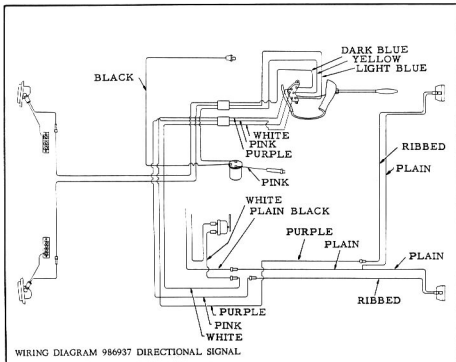 DARK BLUE
YELLOW
LIGHT BLUE
BLACK
WHITE
PINK
PURPLE
RIBBED
PLAIN
PINK
WHITE
PLAIN BLACK
PURPLE
PLAIN
PLAIN
RIBBED
PURPLE
PINK
WHITE
WIRING DIAGRAM 986937 DIRECTIONAL SIGNAL